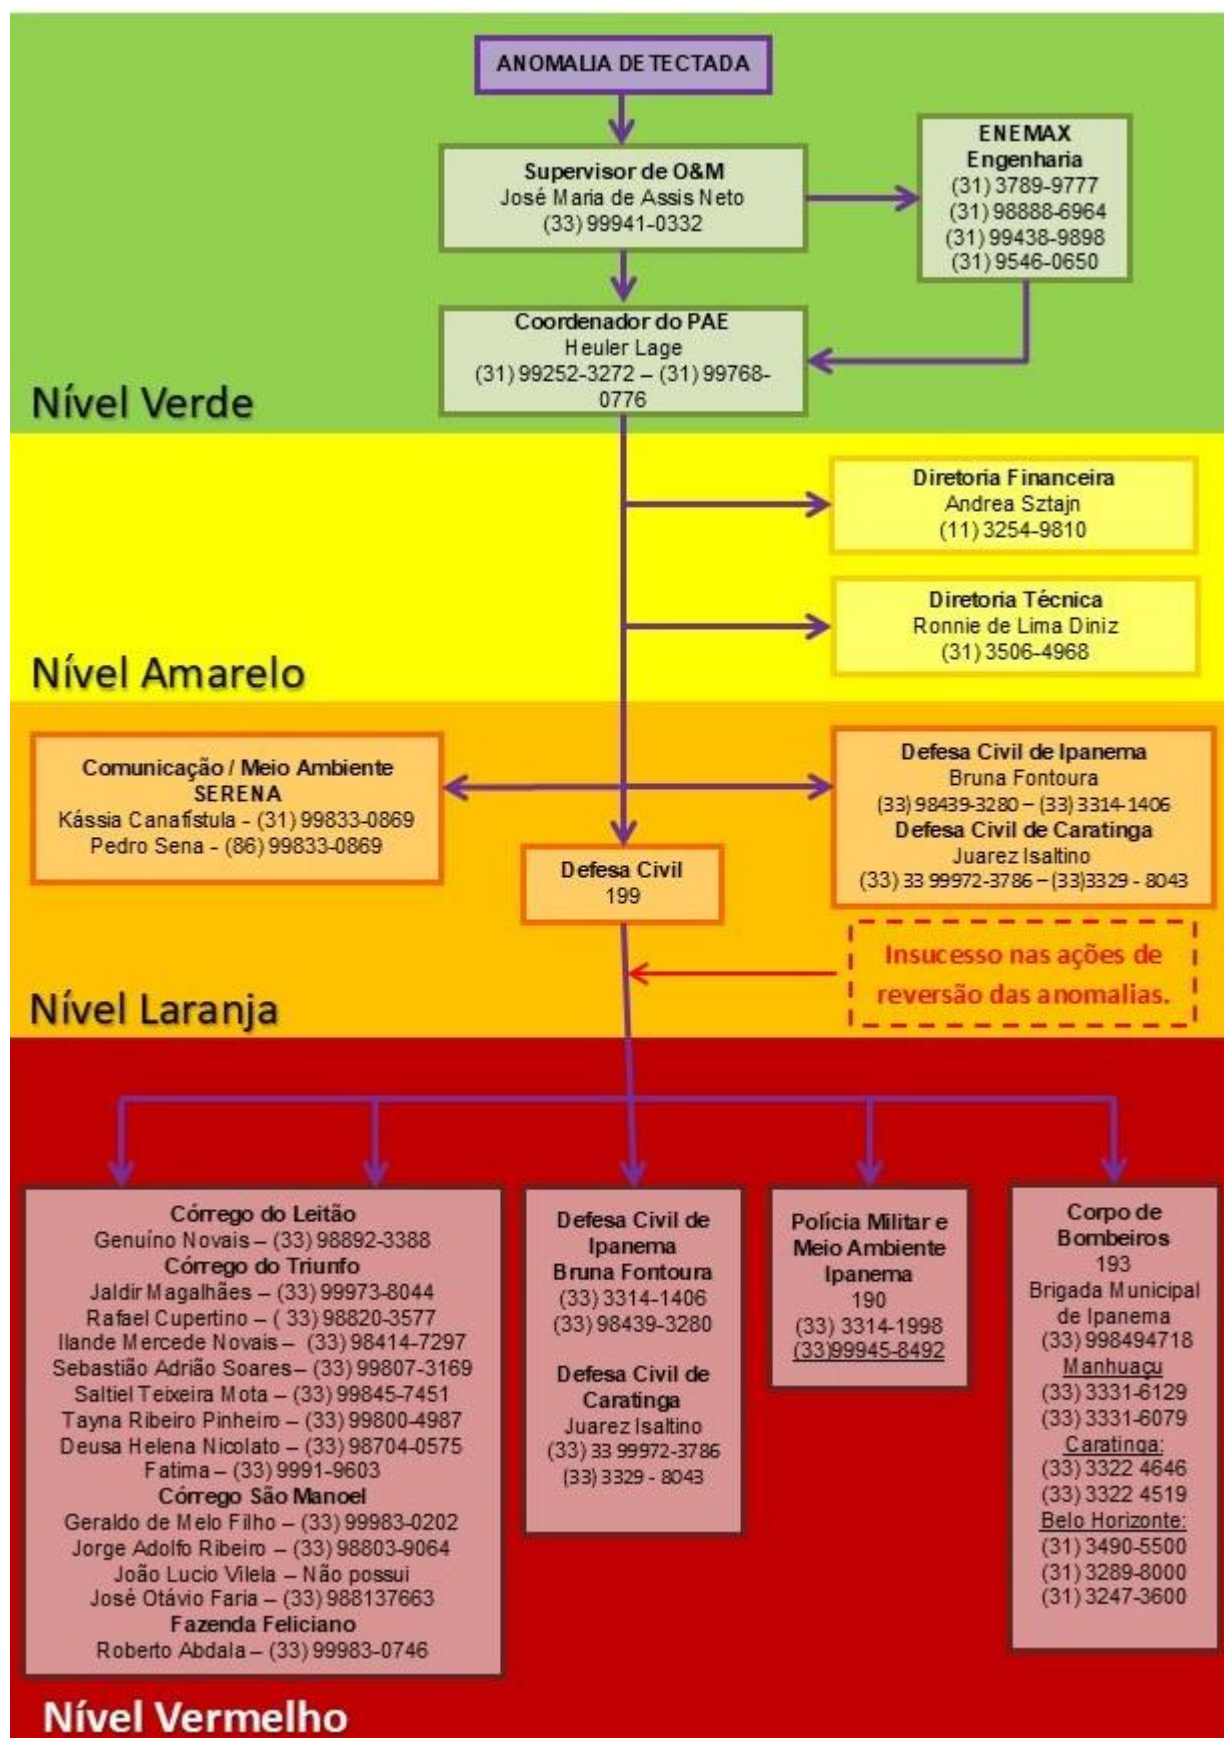 ANOMALIA DETECTADA
Supervisor de O&M
José Maria de Assis Neto
(33) 99941-0332
ENEMAX
Engenharia
(31) 3789-9777
(31) 98888-6964
(31) 99438-9898
(31) 9546-0650
Coordenador do PAE
Heuler Lage
(31) 99252-3272 – (31) 99768-
0776
Nível Verde
Diretoria Financeira
Andrea Sztajn
(11) 3254-9810
Diretoria Técnica
Ronnie de Lima Diniz
(31) 3506-4968
Nível Amarelo
Comunicação / Meio Ambiente
SERENA
Kássia Canafístula - (31) 99833-0869
Pedro Sena - (86) 99833-0869
Defesa Civil de Ipanema
Bruna Fontoura
(33) 98439-3280 – (33) 3314-1406
Defesa Civil de Caratinga
Juarez Isaltino
(33) 33 99972-3786 – (33)3329 - 8043
Defesa Civil
199
Insucesso nas ações de
reversão das anomalias.
Nível Laranja
Córrego do Leitão
Genuíno Novais – (33) 98892-3388
Córrego do Triunfo
Jaldir Magalhães – (33) 99973-8044
Rafael Cupertino – ( 33) 98820-3577
Ilande Mercede Novais – (33) 98414-7297
Sebastião Adrião Soares – (33) 99807-3169
Saltiel Teixeira Mota – (33) 99845-7451
Tayna Ribeiro Pinheiro – (33) 99800-4987
Deusa Helena Nicolato – (33) 98704-0575
Fatima – (33) 9991-9603
Córrego São Manoel
Geraldo de Melo Filho – (33) 99983-0202
Jorge Adolfo Ribeiro – (33) 98803-9064
João Lucio Vilela – Não possui
José Otávio Faria – (33) 988137663
Fazenda Feliciano
Roberto Abdala – (33) 99983-0746
Defesa Civil de
Ipanema
Bruna Fontoura
(33) 3314-1406
(33) 98439-3280
Defesa Civil de
Caratinga
Juarez Isaltino
(33) 33 99972-3786
(33) 3329 - 8043
Polícia Militar e
Meio Ambiente
Ipanema
190
(33) 3314-1998
(33)99945-8492
Corpo de
Bombeiros
193
Brigada Municipal
de Ipanema
(33) 998494718
Manhuaçu
(33) 3331-6129
(33) 3331-6079
Caratinga:
(33) 3322 4646
(33) 3322 4519
Belo Horizonte:
(31) 3490-5500
(31) 3289-8000
(31) 3247-3600
Nível Vermelho